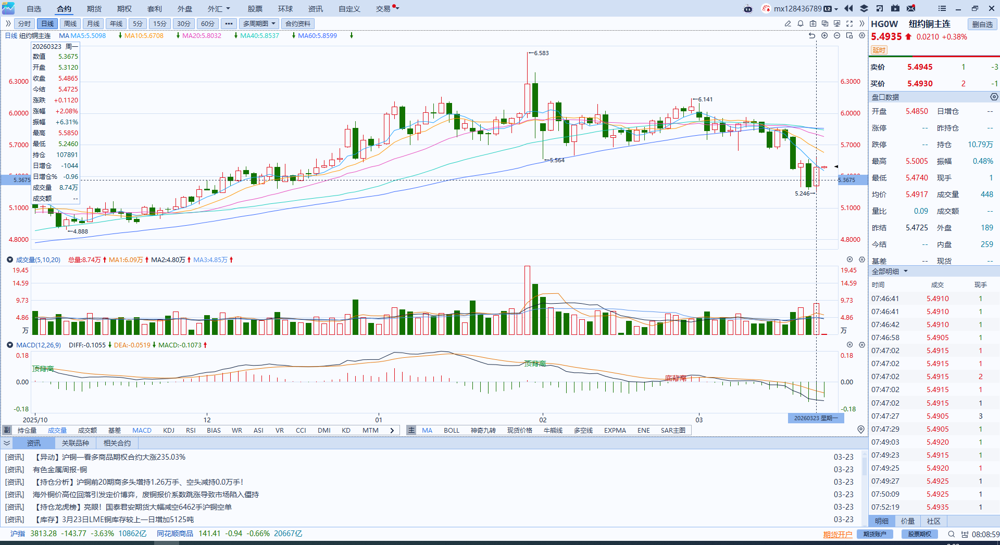 自选 合约 期货 期权 套利 外盘 外汇 股票 环球 资讯 自定义 交易 mx128436789 L2
分时 日线 周线 月线 年线 5分 15分 30分 60分 ••• 多周期图 合约资料
日线 纽约铜主连 MA MA5:5.5098 MA10:5.6708 MA20:5.8032 MA40:5.8537 MA60:5.8599
20260323 周一
数值 5.3675
开盘 5.3120
收盘 5.4865
今结 5.4725
涨跌 +0.1120
涨幅 +2.08%
振幅 +6.31%
最高 5.5850
最低 5.2460
持仓 107891
日增仓 -1044
日增仓% -0.96
成交量 8.74万
成交额 --
6.3000 6.3000
6.0000 6.0000
5.7000 5.7000
5.3675 5.3675
5.1000 5.1000
4.8000 4.8000
6.583
6.141
5.564
5.246
4.888
成交量(5,10,20) 总量:8.74万 MA1:6.09万 MA2:4.80万 MA3:4.85万
19.45 19.45
14.59 14.59
9.73 9.73
4.86 4.86
万 万
MACD(12,26,9) DIFF:-0.1055 DEA:-0.0519 MACD:-0.1073
0.18 0.18
顶背离 顶背离 底背离
0.00 0.00
-0.18 -0.18
2025/10 12 01 02 03 20260323 星期一
副 持仓量 成交量 成交额 基差 MACD KDJ RSI BIAS WR ASI VR CCI DMI KD MTM 主 MA BOLL 神奇九转 现货价格 牛熊线 多空线 EXPMA ENE SAR主图
资讯 关联品种 相关合约
[资讯] 【异动】沪铜一看多商品期权合约大涨235.03% 03-23
[资讯] 有色金属周报-铜 03-23
[资讯] 【持仓分析】沪铜前20期商多头增持1.26万手、空头减持0.0万手！ 03-23
[资讯] 海外铜价高位回落引发定价博弈，废铜报价系数跳涨导致市场陷入僵持 03-23
[资讯] 【持仓龙虎榜】亮眼！国泰君安期货大幅减空6462手沪铜空单 03-23
[资讯] 【库存】3月23日LME铜库存较上一日增加5125吨 03-23
HG0W 纽约铜主连 删自选
5.4935 0.0210 +0.38%
延时
卖价 5.4945 1 -3
买价 5.4930 2 -1
盘口数据
开盘 5.4850 日增仓 --
涨停 -- 昨持仓 --
跌停 -- 持仓 10.79万
最高 5.5005 振幅 0.48%
最低 5.4740 现手 1
均价 5.4917 成交量 448
量比 0.09 成交额 --
昨结 5.4725 外盘 189
今结 -- 内盘 259
基差 -- 现货 --
全部明细
时间 成交 现手
07:46:41 5.4910 1
07:46:41 5.4910 1
07:46:42 5.4910 1
07:46:58 5.4905 1
07:47:02 5.4915 1
07:47:02 5.4915 1
07:47:02 5.4915 2
07:47:02 5.4915 1
07:47:02 5.4915 1
07:47:27 5.4905 3
07:47:29 5.4905 1
07:49:03 5.4920 1
07:49:23 5.4915 1
07:49:25 5.4920 1
07:49:27 5.4925 1
07:50:09 5.4925 1
07:52:19 5.4935 1
明细 价量 社区
沪指 3813.28 -143.77 -3.63% 10862亿 同花顺商品 141.41 -0.94 -0.66% 20667亿 期货开户 期货账户 股票期权 08:08:59